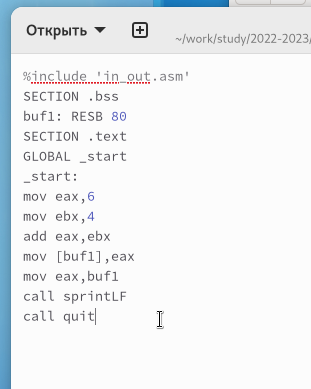 Открыть
~/work/study/2022-2023/
%include 'in_out.asm'
SECTION .bss
buf1: RESB 80
SECTION .text
GLOBAL _start
_start:
mov eax,6
mov ebx,4
add eax,ebx
mov [buf1],eax
mov eax,buf1
call sprintLF
call quit